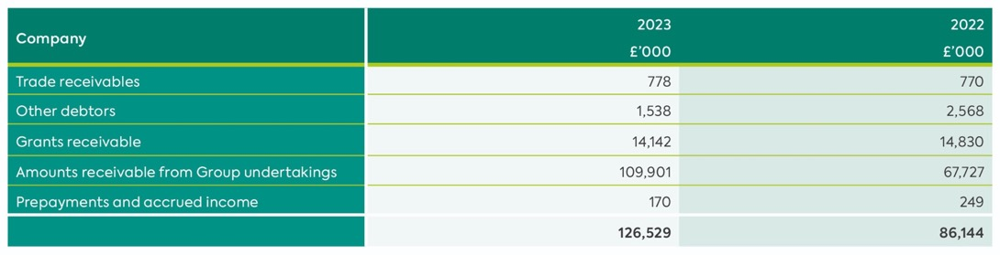 Company 2023 2022
£’000 £’000
Trade receivables 778 770
Other debtors 1,538 2,568
Grants receivable 14,142 14,830
Amounts receivable from Group undertakings 109,901 67,727
Prepayments and accrued income 170 249
126,529 86,144